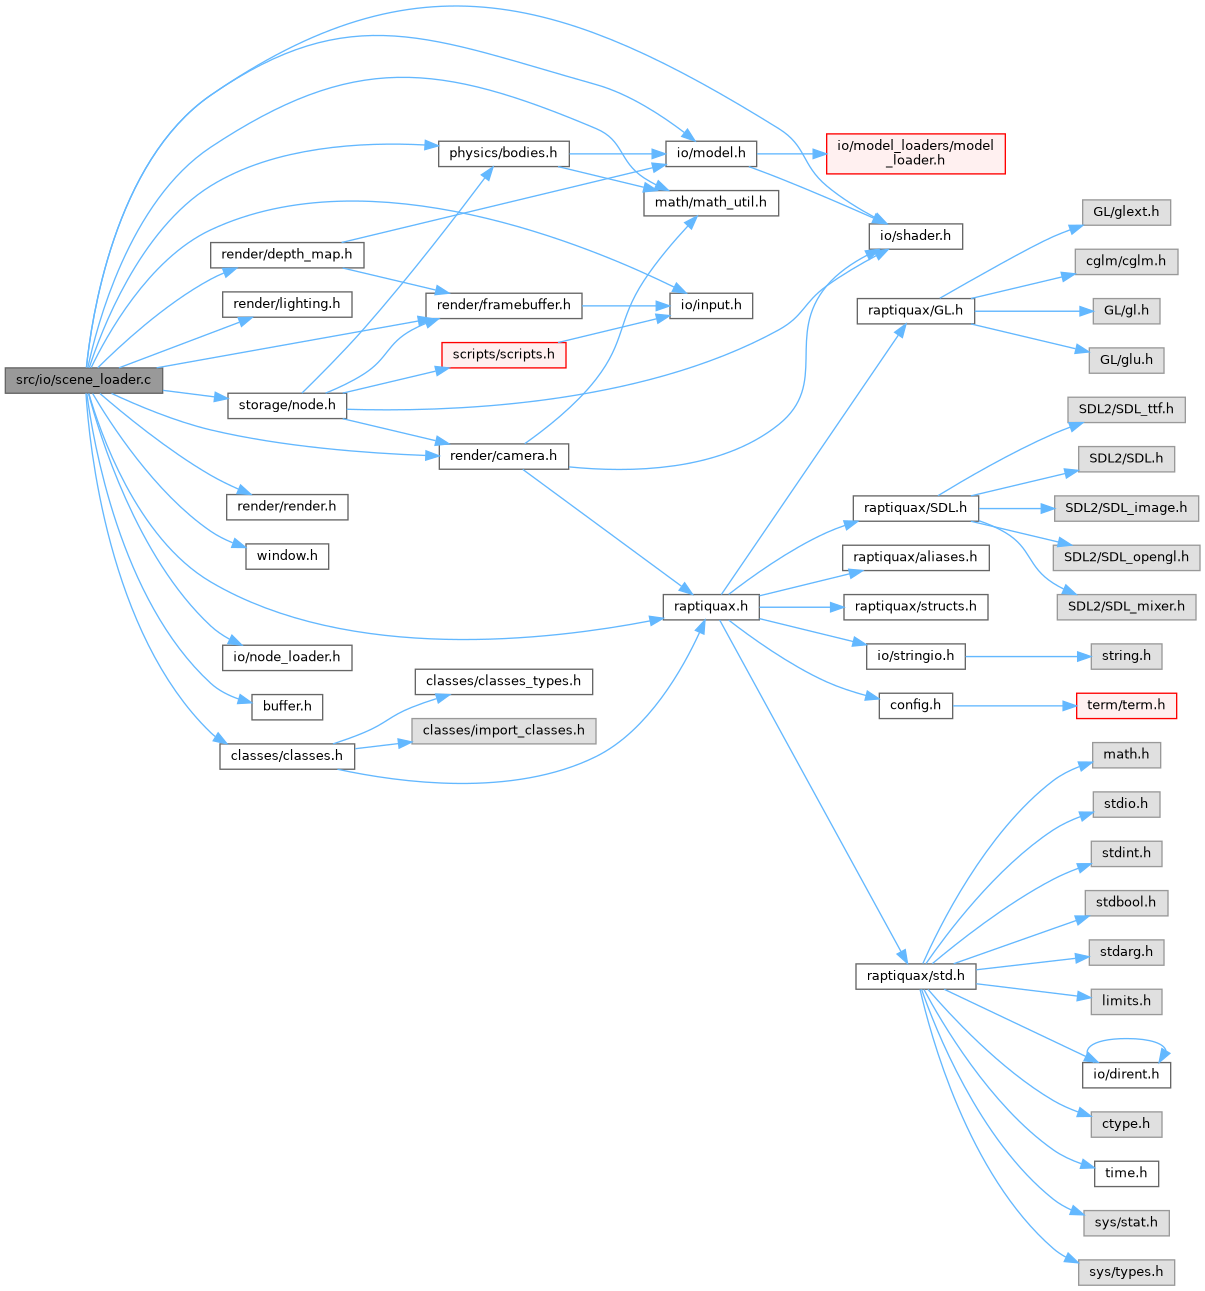 src/io/scene_loader.c
physics/bodies.h
io/model.h
io/model_loaders/model
_loader.h
math/math_util.h
io/shader.h
render/depth_map.h
render/lighting.h
render/framebuffer.h
io/input.h
scripts/scripts.h
storage/node.h
render/camera.h
render/render.h
window.h
raptiquax.h
io/node_loader.h
buffer.h
classes/classes.h
classes/classes_types.h
classes/import_classes.h
raptiquax/GL.h
GL/glext.h
cglm/cglm.h
GL/gl.h
GL/glu.h
raptiquax/SDL.h
SDL2/SDL_ttf.h
SDL2/SDL.h
SDL2/SDL_image.h
SDL2/SDL_opengl.h
SDL2/SDL_mixer.h
raptiquax/aliases.h
raptiquax/structs.h
io/stringio.h
string.h
config.h
term/term.h
raptiquax/std.h
math.h
stdio.h
stdint.h
stdbool.h
stdarg.h
limits.h
io/dirent.h
ctype.h
time.h
sys/stat.h
sys/types.h